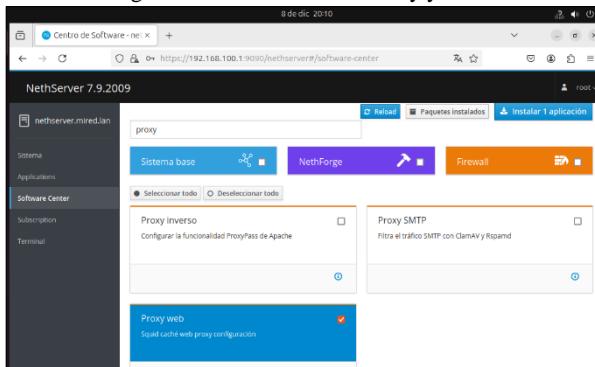 8 de dic 20:10
Centro de Software - net
https://192.168.100.1:9090/nethserver#/software-center
NethServer 7.9.2009
root
nethserver.mired.lan
Reload
Paquetes instalados
Instalar 1 aplicación
proxy
Sistema
Sistema base
NethForge
Firewall
Applications
Software Center
Seleccionar todo
Deseleccionar todo
Subscription
Terminal
Proxy inverso
Configurar la funcionalidad ProxyPass de Apache
Proxy SMTP
Filtra el tráfico SMTP con ClamAV y Rspamd
Proxy web
Squid caché web proxy configuración